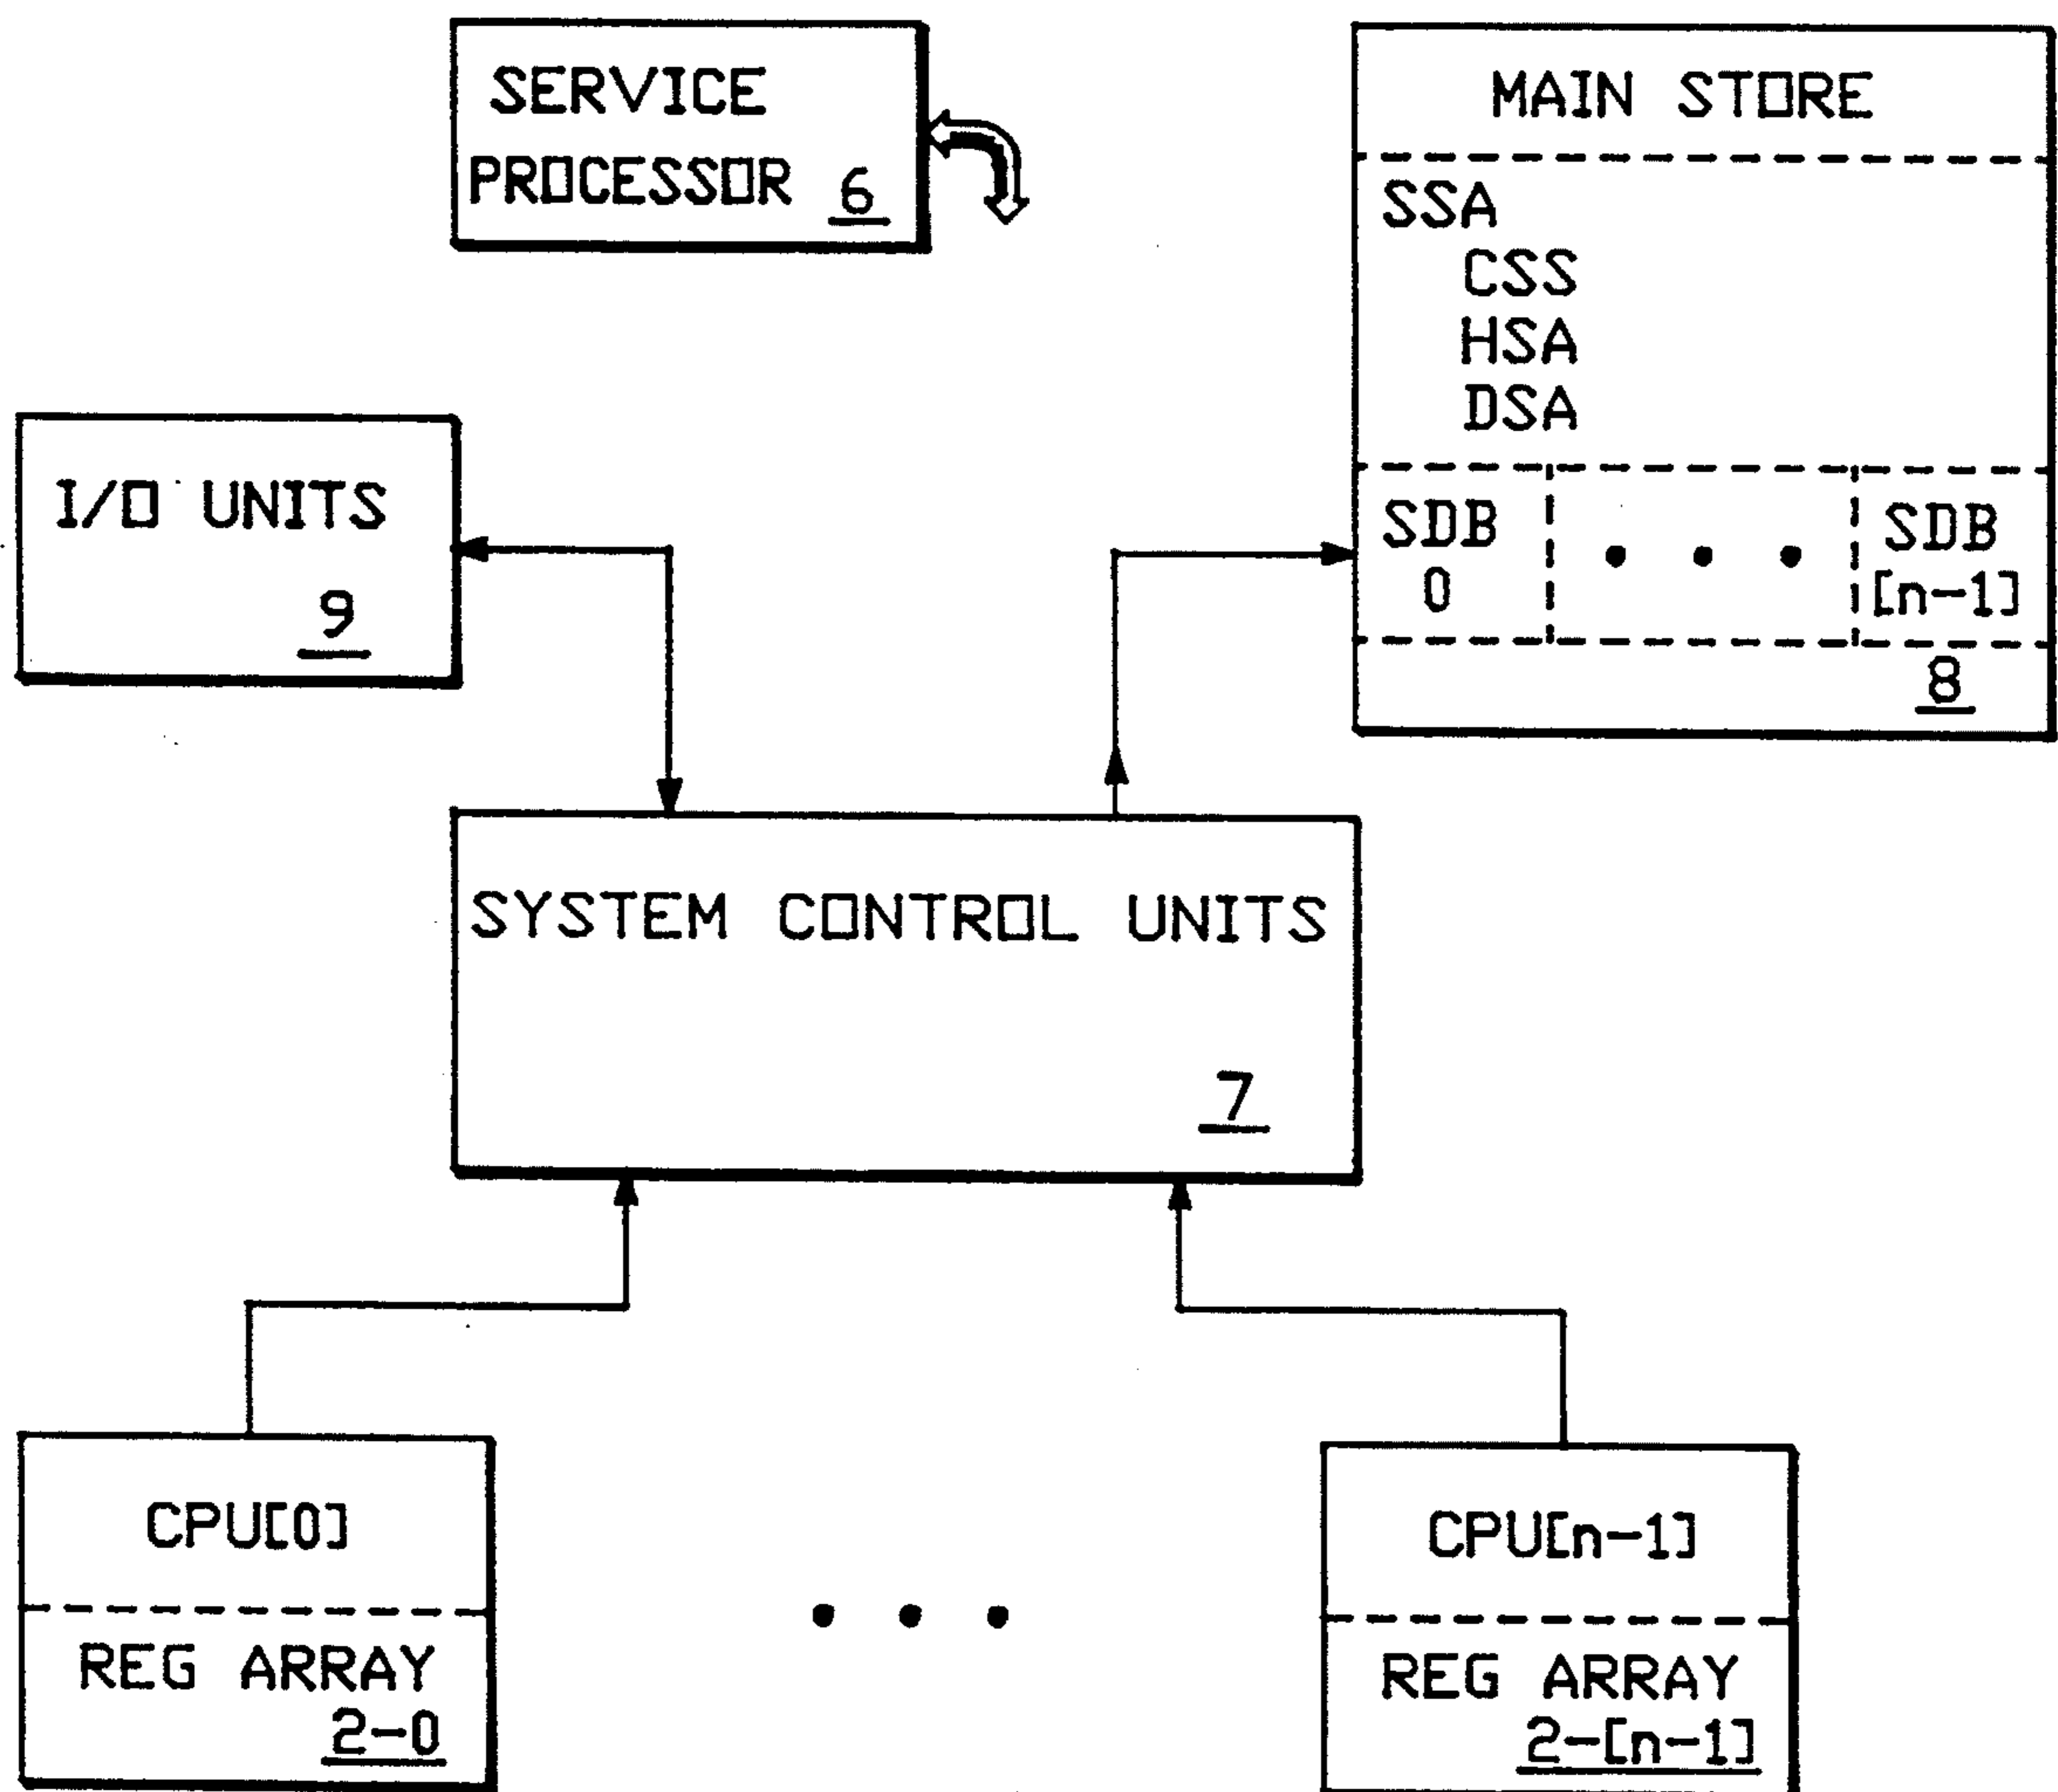 SERVICE
PROCESSOR 6
MAIN STORE
SSA
CSS
HSA
DSA
SDB
0
SDB
[n-1]
8
I/O UNITS
9
SYSTEM CONTROL UNITS
7
CPU[0]
REG ARRAY
2-0
CPU[n-1]
REG ARRAY
2-[n-1]